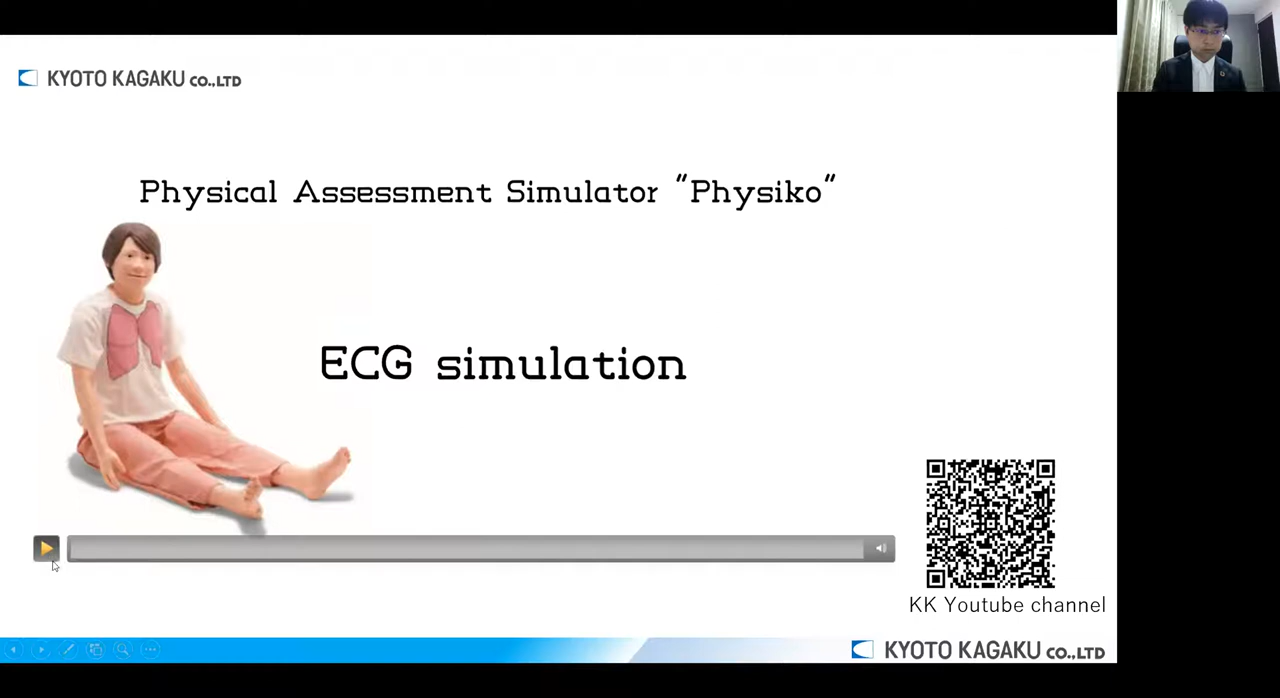 KYOTO KAGAKU CO.,LTD
Physical Assessment Simulator "Physiko"
ECG simulation
KK Youtube channel
KYOTO KAGAKU CO.,LTD